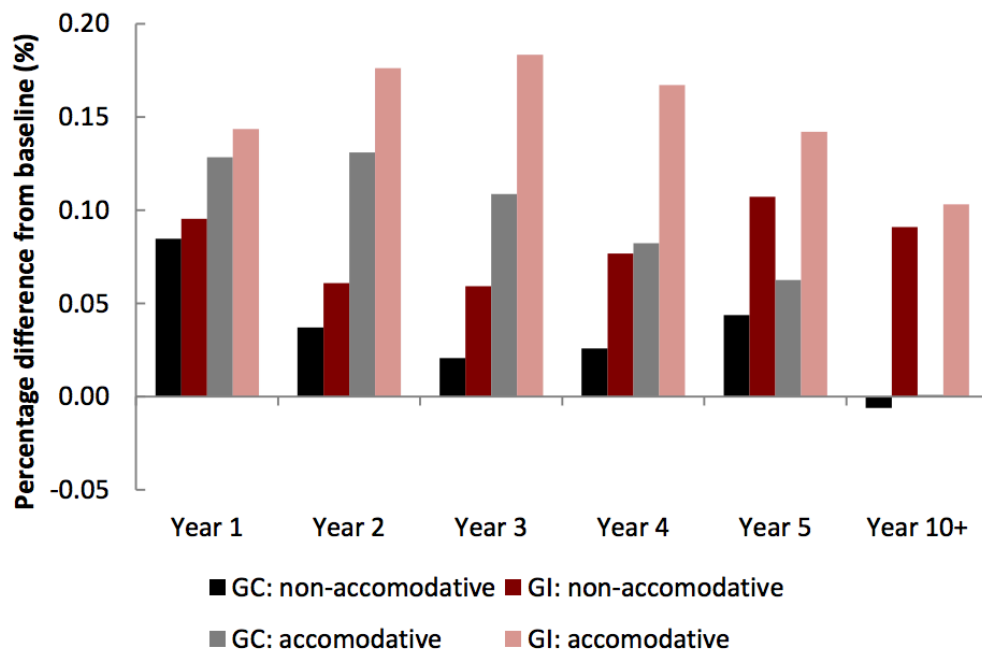 Percentage difference from baseline (%)
0.20
0.15
0.10
0.05
0.00
-0.05
Year 1 Year 2 Year 3 Year 4 Year 5 Year 10+
GC: non-accomodative GI: non-accomodative
GC: accomodative GI: accomodative